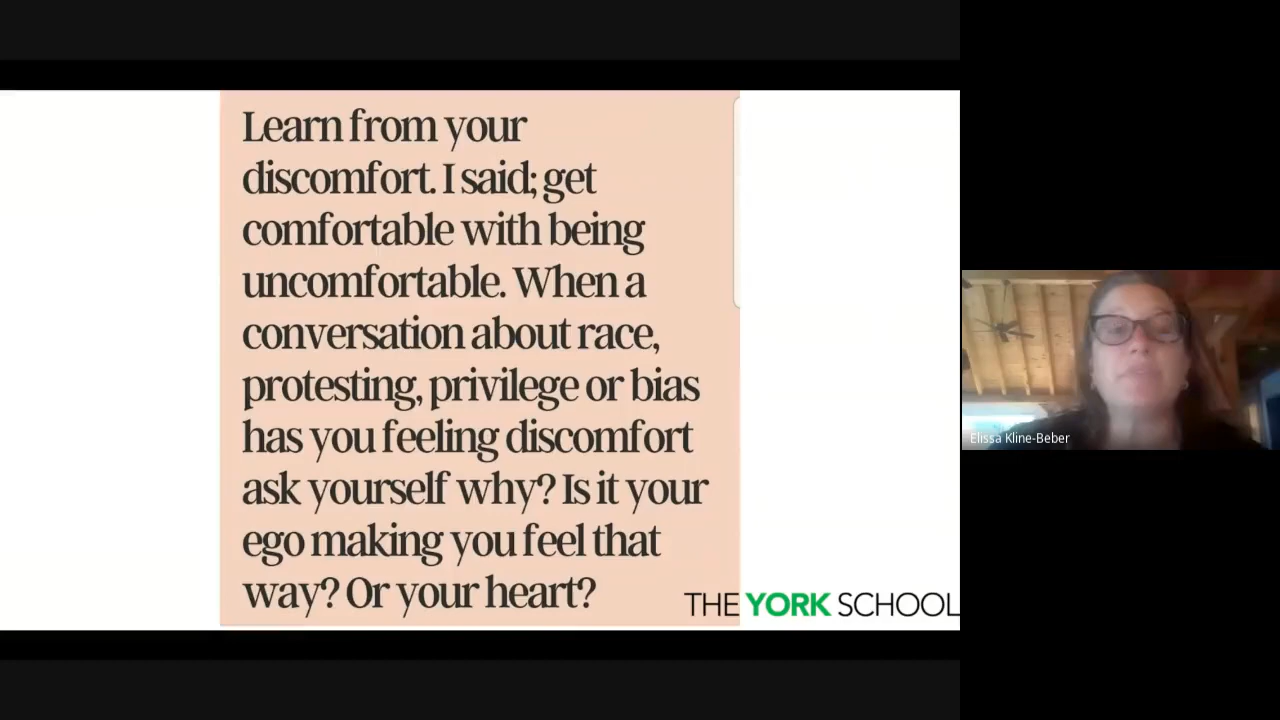 Learn from your
discomfort. I said; get
comfortable with being
uncomfortable. When a
conversation about race,
protesting, privilege or bias
has you feeling discomfort
ask yourself why? Is it your
ego making you feel that
way? Or your heart?
THE YORK SCHOOL
Elissa Kline-Beber